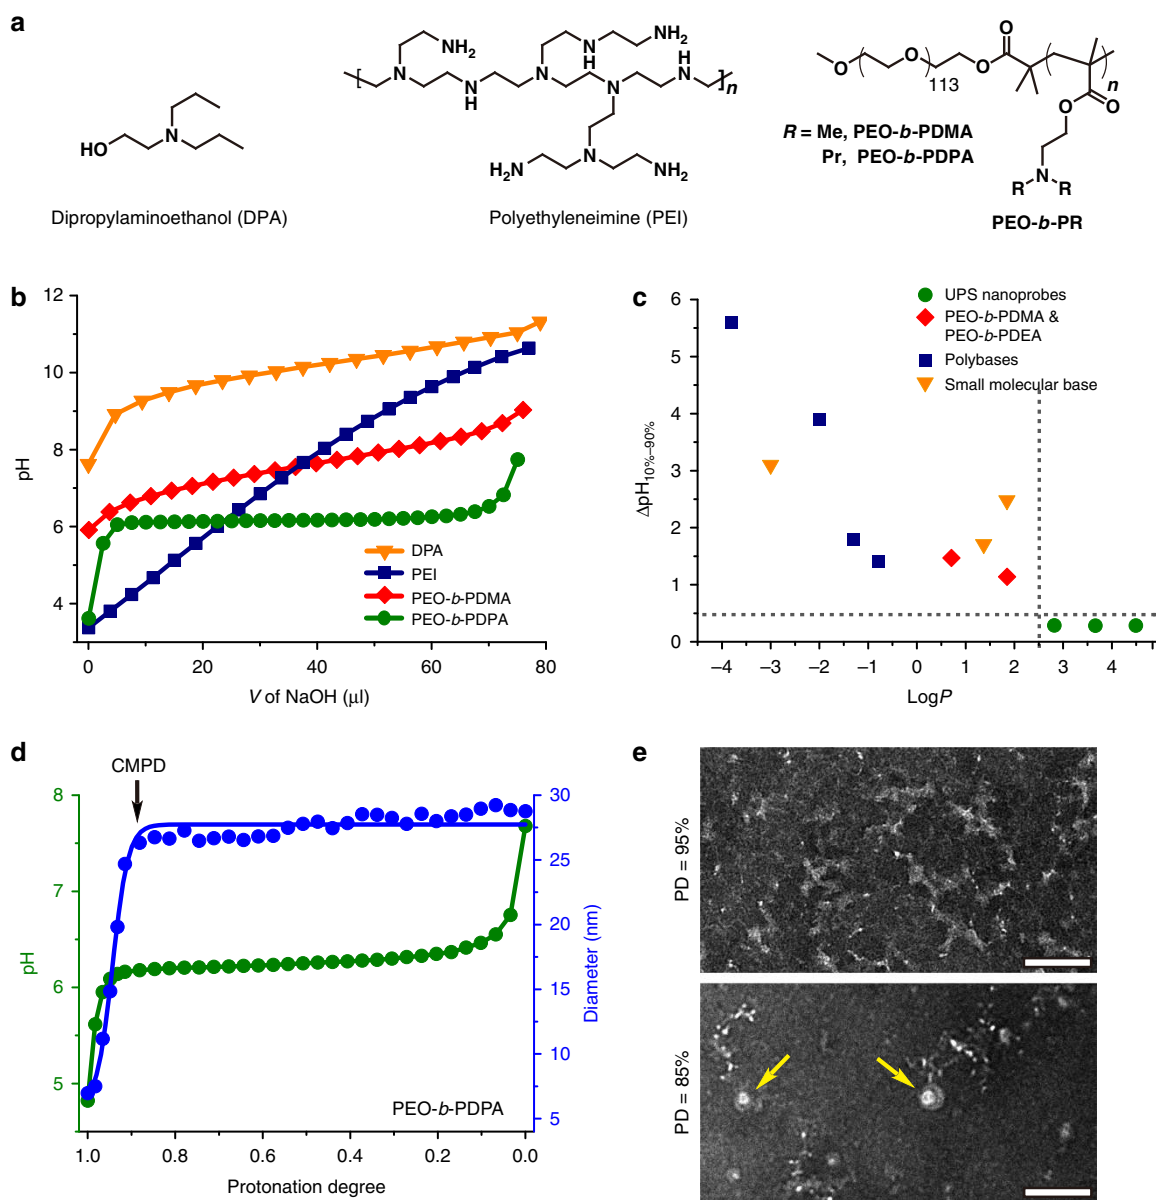 a
NH2
N
N
H
N
N
H
NH2
N
N
H
n
N
H2N
NH2
HO
N
O
O
113
O
O
n
O
O
N
R
R
R = Me, PEO-b-PDMA
Pr, PEO-b-PDPA
Dipropylaminoethanol (DPA)
Polyethyleneimine (PEI)
PEO-b-PR
b
12
10
8
6
4
pH
DPA
PEI
PEO-b-PDMA
PEO-b-PDPA
0 20 40 60 80
V of NaOH (µl)
c
6
5
4
3
2
1
0
ΔpH10%–90%
UPS nanoprobes
PEO-b-PDMA &
PEO-b-PDEA
Polybases
Small molecular base
–4 –3 –2 –1 0 1 2 3 4
LogP
d
CMPD
8
7
6
5
pH
30
25
20
15
10
5
Diameter (nm)
PEO-b-PDPA
1.0 0.8 0.6 0.4 0.2 0.0
Protonation degree
e
PD = 95%
PD = 85%